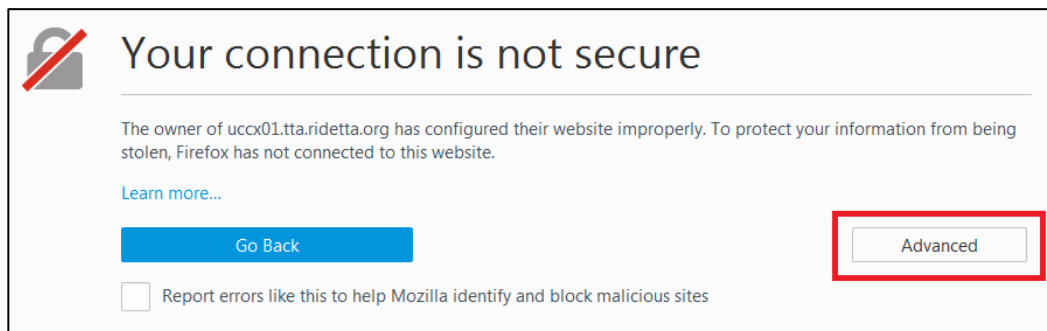 Your connection is not secure
The owner of uccx01.tta.ridetta.org has configured their website improperly. To protect your information from being
stolen, Firefox has not connected to this website.
Learn more...
Go Back
Advanced
Report errors like this to help Mozilla identify and block malicious sites